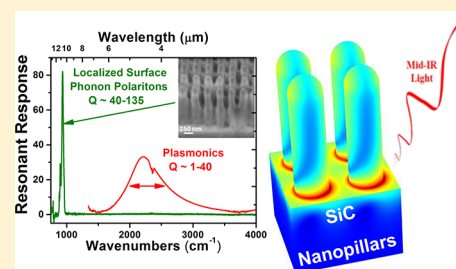 Wavelength (μm)
12 10 8 6 4
Resonant Response
80
60
40
20
0
Localized Surface
Phonon Polaritons
Q ~ 40-135
250 nm
Plasmonics
Q ~ 1-40
1000 2000 3000 4000
Wavenumbers (cm⁻¹)
Mid-IR
Light
SiC
Nanopillars